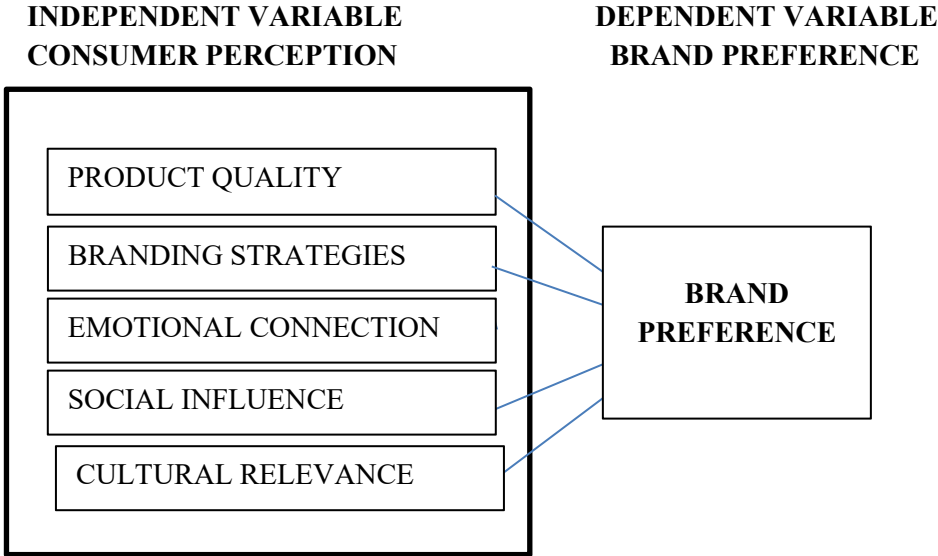 INDEPENDENT VARIABLE
CONSUMER PERCEPTION
DEPENDENT VARIABLE
BRAND PREFERENCE
PRODUCT QUALITY
BRANDING STRATEGIES
EMOTIONAL CONNECTION
SOCIAL INFLUENCE
CULTURAL RELEVANCE
BRAND
PREFERENCE